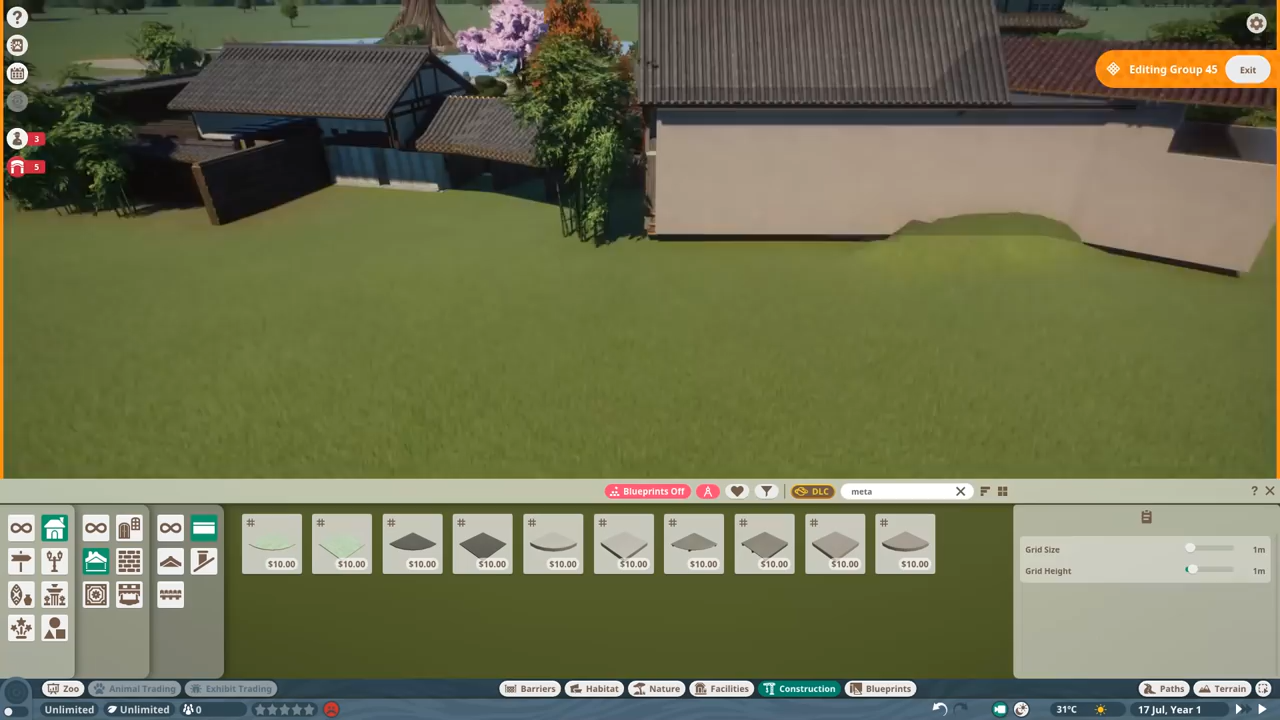 ?
Editing Group 45
Exit
3
5
Blueprints Off
DLC
meta
?
$10.00
$10.00
$10.00
$10.00
$10.00
$10.00
$10.00
$10.00
$10.00
$10.00
Grid Size
1m
Grid Height
1m
Zoo
Animal Trading
Exhibit Trading
Barriers
Habitat
Nature
Facilities
Construction
Blueprints
Paths
Terrain
Unlimited
Unlimited
0
31°C
17 Jul, Year 1